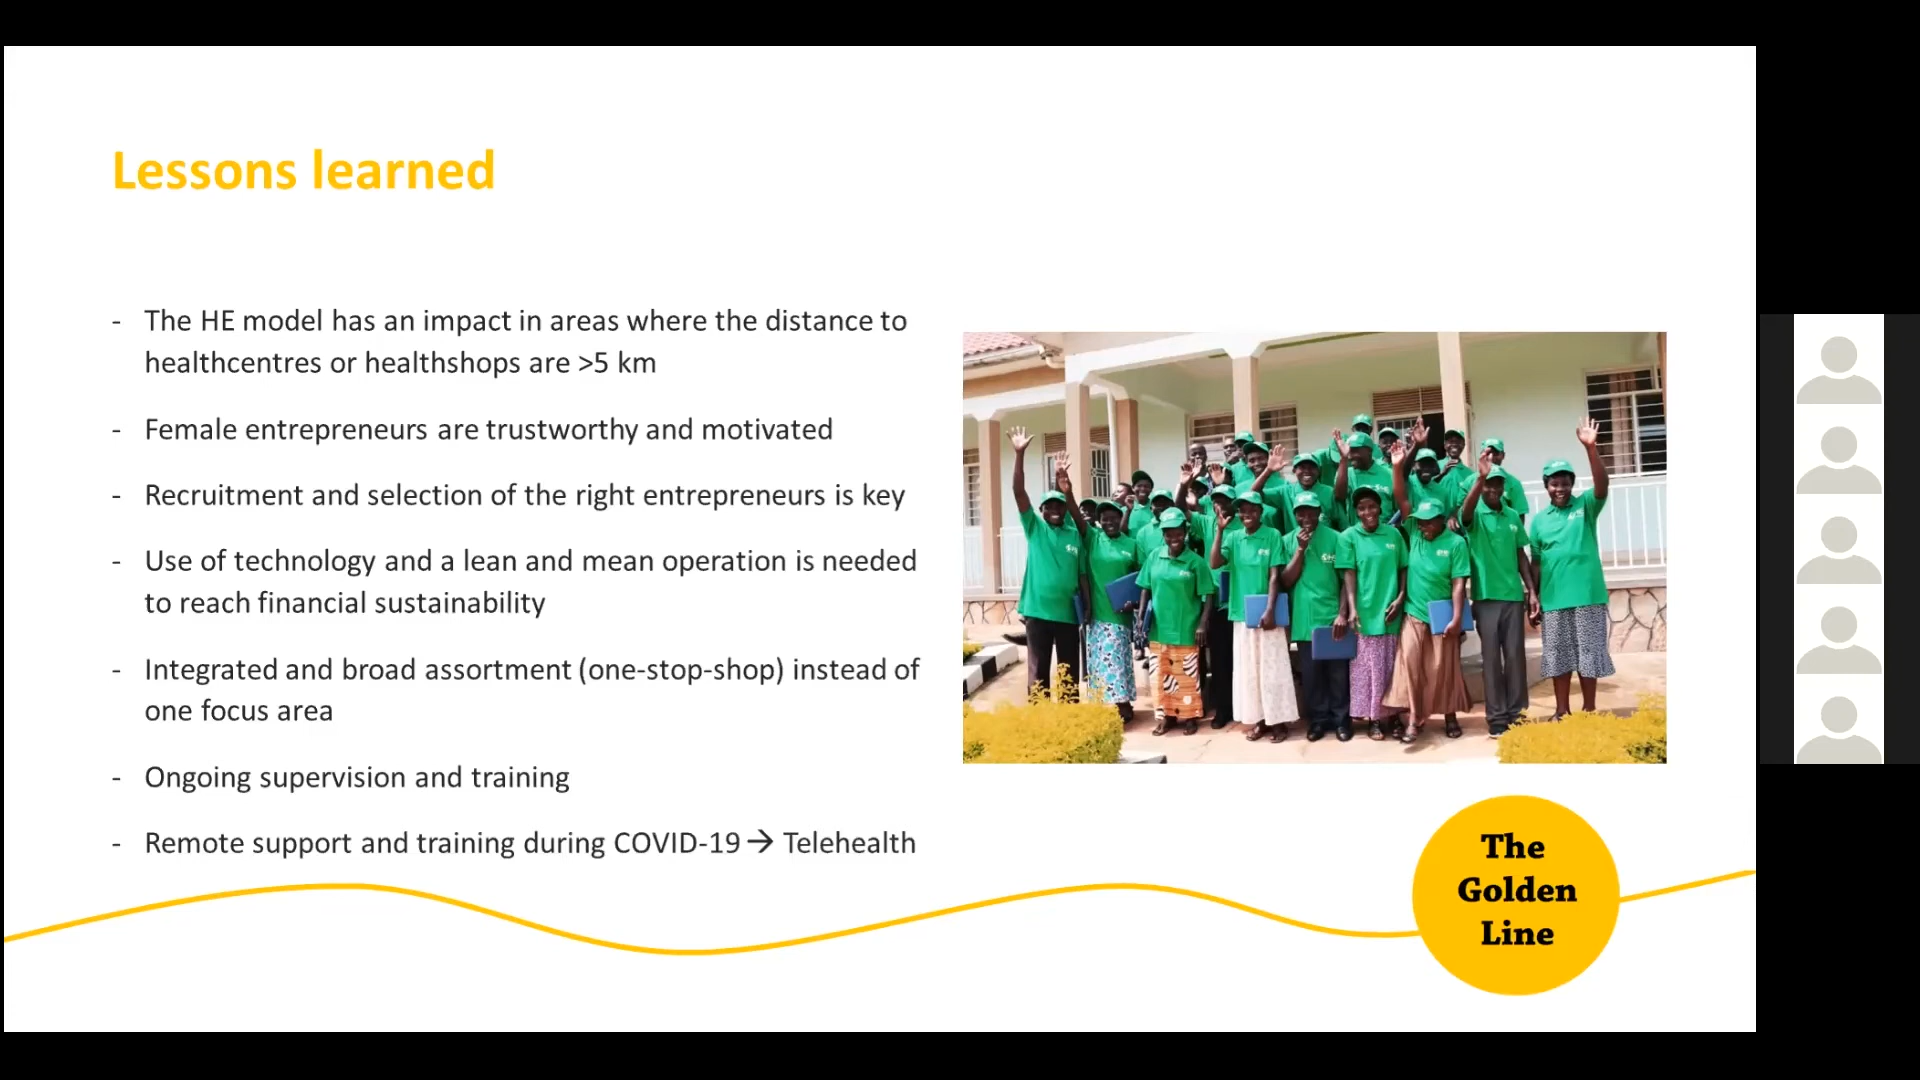 Lessons learned
- The HE model has an impact in areas where the distance to
healthcentres or healthshops are >5 km
- Female entrepreneurs are trustworthy and motivated
- Recruitment and selection of the right entrepreneurs is key
- Use of technology and a lean and mean operation is needed
to reach financial sustainability
- Integrated and broad assortment (one-stop-shop) instead of
one focus area
- Ongoing supervision and training
- Remote support and training during COVID-19 → Telehealth
The
Golden
Line